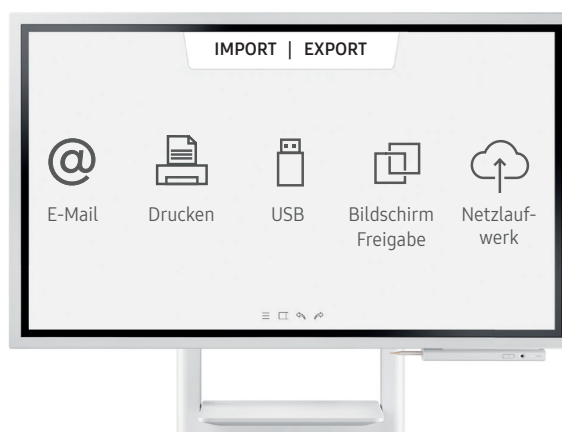 IMPORT | EXPORT
@
E-Mail
Drucken
USB
Bildschirm
Freigabe
Netzlauf-
werk